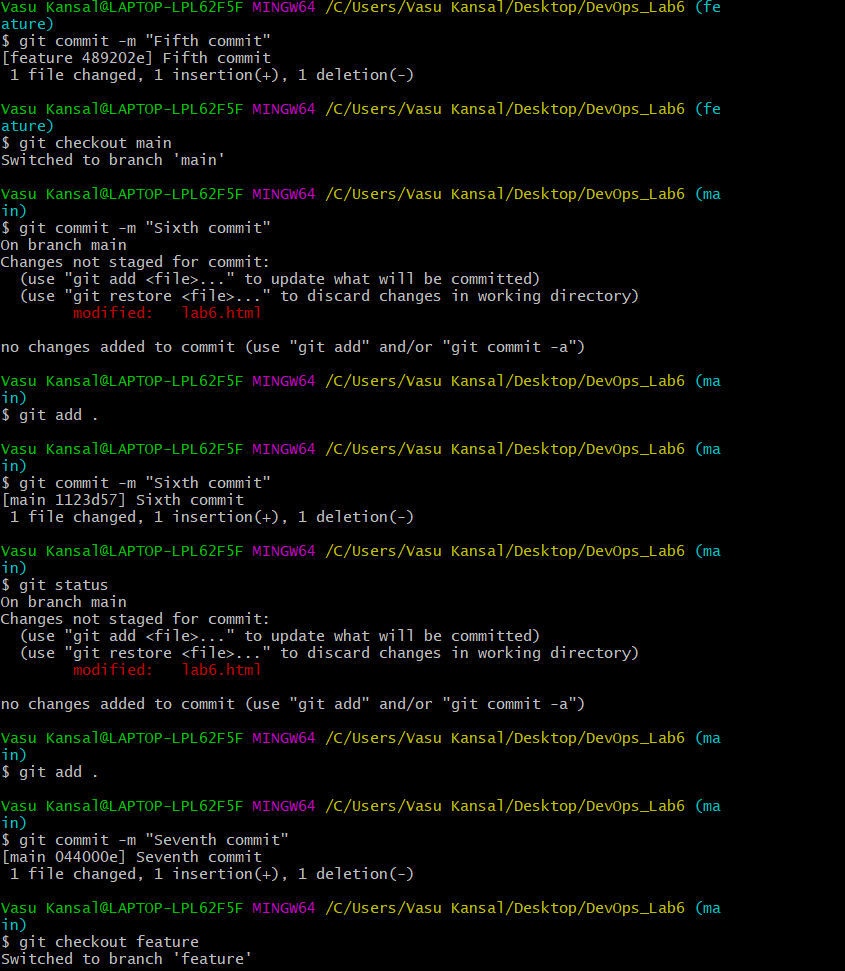 Vasu Kansal@LAPTOP-LPL62F5F MINGW64 /C/Users/Vasu Kansal/Desktop/DevOps_Lab6 (fe
ature)
$ git commit -m "Fifth commit"
[feature 489202e] Fifth commit
 1 file changed, 1 insertion(+), 1 deletion(-)

Vasu Kansal@LAPTOP-LPL62F5F MINGW64 /C/Users/Vasu Kansal/Desktop/DevOps_Lab6 (fe
ature)
$ git checkout main
Switched to branch 'main'

Vasu Kansal@LAPTOP-LPL62F5F MINGW64 /C/Users/Vasu Kansal/Desktop/DevOps_Lab6 (ma
in)
$ git commit -m "Sixth commit"
On branch main
Changes not staged for commit:
  (use "git add <file>..." to update what will be committed)
  (use "git restore <file>..." to discard changes in working directory)
        modified:   lab6.html

no changes added to commit (use "git add" and/or "git commit -a")

Vasu Kansal@LAPTOP-LPL62F5F MINGW64 /C/Users/Vasu Kansal/Desktop/DevOps_Lab6 (ma
in)
$ git add .

Vasu Kansal@LAPTOP-LPL62F5F MINGW64 /C/Users/Vasu Kansal/Desktop/DevOps_Lab6 (ma
in)
$ git commit -m "Sixth commit"
[main 1123d57] Sixth commit
 1 file changed, 1 insertion(+), 1 deletion(-)

Vasu Kansal@LAPTOP-LPL62F5F MINGW64 /C/Users/Vasu Kansal/Desktop/DevOps_Lab6 (ma
in)
$ git status
On branch main
Changes not staged for commit:
  (use "git add <file>..." to update what will be committed)
  (use "git restore <file>..." to discard changes in working directory)
        modified:   lab6.html

no changes added to commit (use "git add" and/or "git commit -a")

Vasu Kansal@LAPTOP-LPL62F5F MINGW64 /C/Users/Vasu Kansal/Desktop/DevOps_Lab6 (ma
in)
$ git add .

Vasu Kansal@LAPTOP-LPL62F5F MINGW64 /C/Users/Vasu Kansal/Desktop/DevOps_Lab6 (ma
in)
$ git commit -m "Seventh commit"
[main 044000e] Seventh commit
 1 file changed, 1 insertion(+), 1 deletion(-)

Vasu Kansal@LAPTOP-LPL62F5F MINGW64 /C/Users/Vasu Kansal/Desktop/DevOps_Lab6 (ma
in)
$ git checkout feature
Switched to branch 'feature'